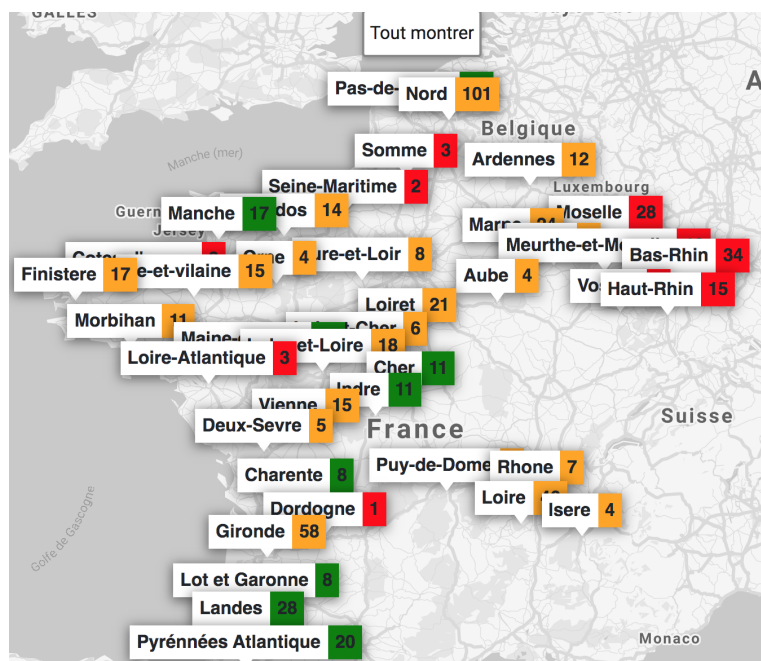 GALLES
Tout montrer
Pas-de-
Nord 101
Belgique
Somme 3
Ardennes 12
Manche (mer)
Luxembourg
Seine-Maritime 2
Manche 17
dos 14
Moselle 28
Guern
Jersey
Orne 4
ure-et-Loir 8
Meurthe-et-Mo
Bas-Rhin 34
Finistere 17
e-et-vilaine 15
Aube 4
Vos
Haut-Rhin 15
Loiret 21
Morbihan 11
et-Cher 6
Maine-
et-Loire 18
Loire-Atlantique 3
Cher 11
Indre 11
Vienne 15
Deux-Sevre 5
France
Suisse
Puy-de-Dome
Rhone 7
Charente 8
Loire
Isere 4
Dordogne 1
Gironde 58
Golfe de Gascogne
Lot et Garonne 8
Landes 28
Pyrénnées Atlantique 20
Monaco